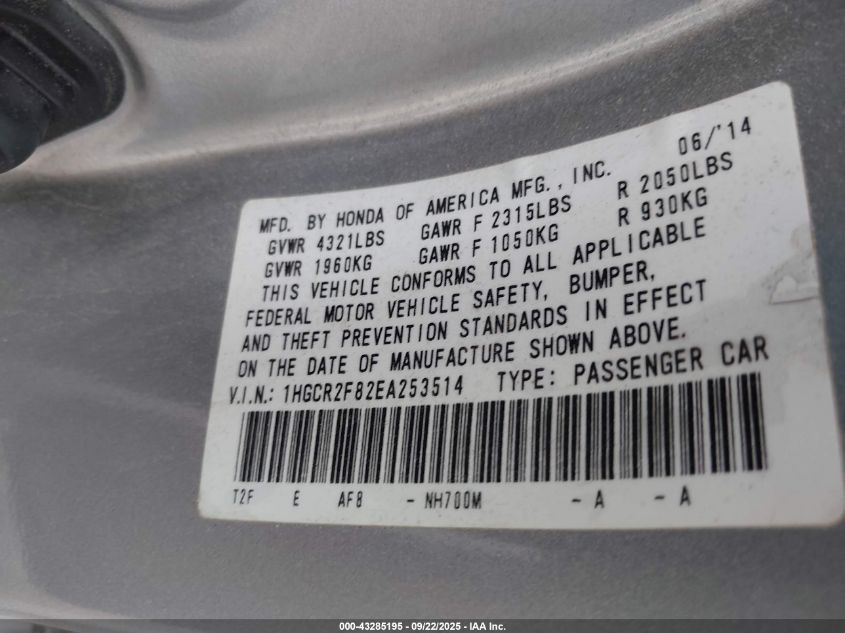 06/'14
MFD. BY HONDA OF AMERICA MFG., INC.
GVWR 4321LBS GAWR F 2315LBS R 2050LBS
GVWR 1960KG GAWR F 1050KG R 930KG
THIS VEHICLE CONFORMS TO ALL APPLICABLE
FEDERAL MOTOR VEHICLE SAFETY, BUMPER,
AND THEFT PREVENTION STANDARDS IN EFFECT
ON THE DATE OF MANUFACTURE SHOWN ABOVE.
V.I.N.: 1HGCR2F82EA253514 TYPE: PASSENGER CAR
T2F E AF8 - NH700M - A - A
000-43285195 - 09/22/2025 - IAA Inc.